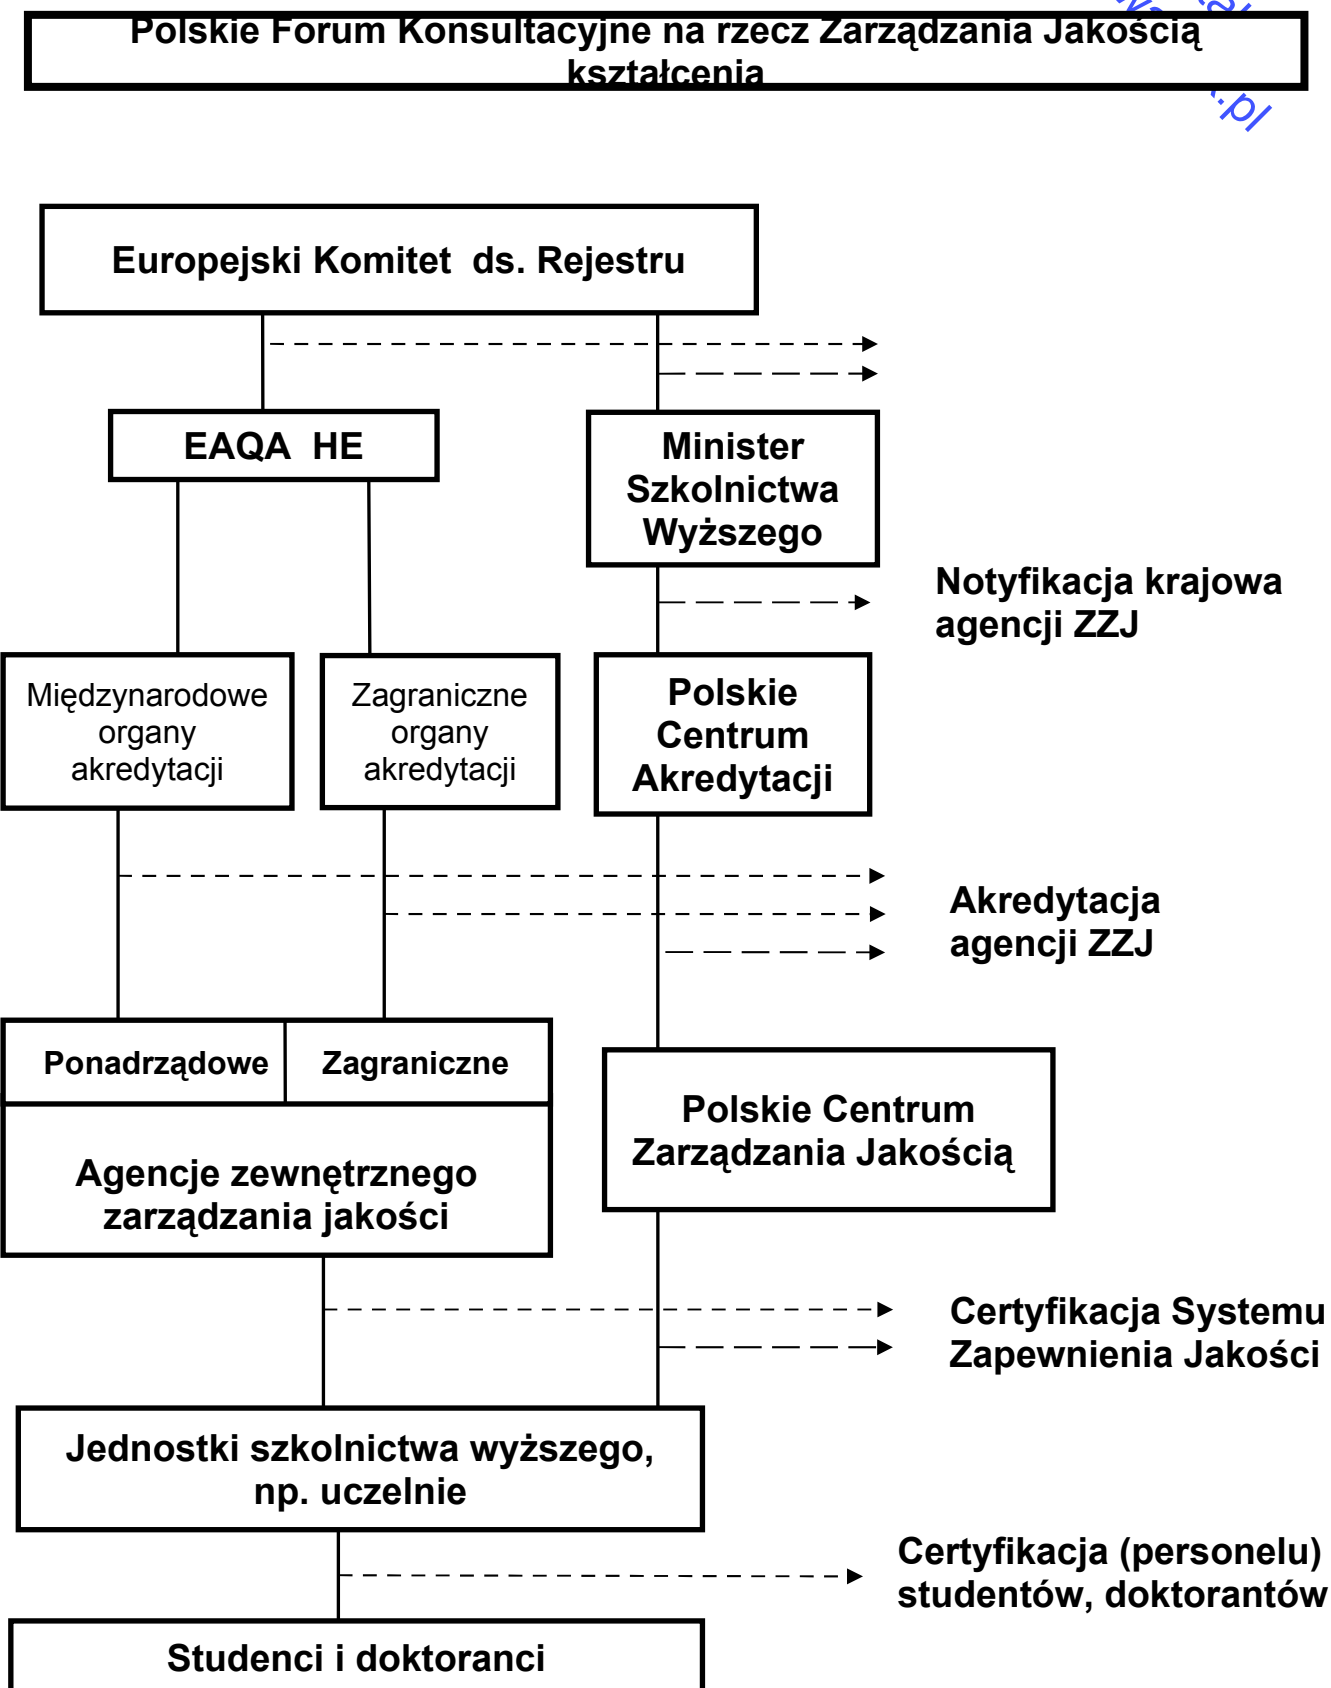 Polskie Forum Konsultacyjne na rzecz Zarządzania Jakością
kształcenia
Europejski Komitet ds. Rejestru
EAQA HE
Minister
Szkolnictwa
Wyższego
Notyfikacja krajowa
agencji ZZJ
Międzynarodowe
organy
akredytacji
Zagraniczne
organy
akredytacji
Polskie
Centrum
Akredytacji
Akredytacja
agencji ZZJ
Ponadrządowe
Zagraniczne
Agencje zewnętrznego
zarządzania jakości
Polskie Centrum
Zarządzania Jakością
Certyfikacja Systemu
Zapewnienia Jakości
Jednostki szkolnictwa wyższego,
np. uczelnie
Certyfikacja (personelu)
studentów, doktorantów
Studenci i doktoranci